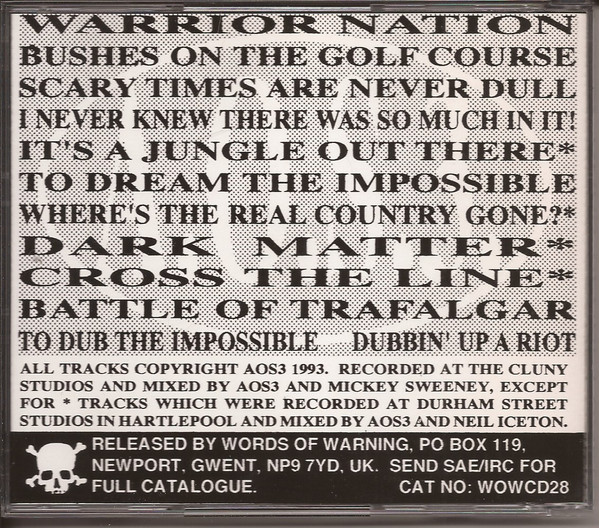 WARRIOR NATION
BUSHES ON THE GOLF COURSE
SCARY TIMES ARE NEVER DULL
I NEVER KNEW THERE WAS SO MUCH IN IT!
IT'S A JUNGLE OUT THERE*
TO DREAM THE IMPOSSIBLE
WHERE'S THE REAL COUNTRY GONE?*
DARK MATTER*
CROSS THE LINE*
BATTLE OF TRAFALGAR
TO DUB THE IMPOSSIBLE DUBBIN' UP A RIOT
ALL TRACKS COPYRIGHT AOS3 1993. RECORDED AT THE CLUNY
STUDIOS AND MIXED BY AOS3 AND MICKEY SWEENEY, EXCEPT
FOR * TRACKS WHICH WERE RECORDED AT DURHAM STREET
STUDIOS IN HARTLEPOOL AND MIXED BY AOS3 AND NEIL ICETON.
RELEASED BY WORDS OF WARNING, PO BOX 119,
NEWPORT, GWENT, NP9 7YD, UK. SEND SAE/IRC FOR
FULL CATALOGUE. CAT NO: WOWCD28